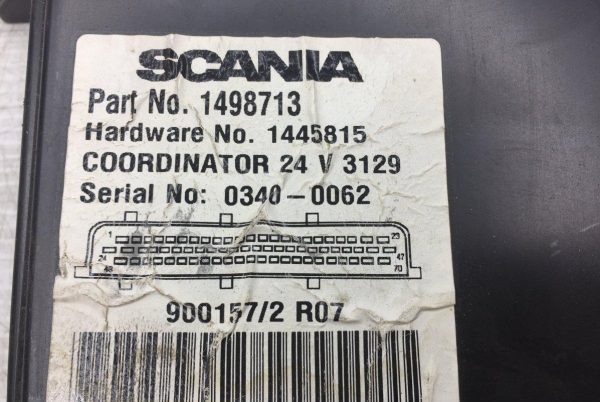 SCANIA
Part No. 1498713
Hardware No. 1445815
COORDINATOR 24 V 3129
Serial No: 0340-0062
1 23
24 47
48 70
900157/2 R07